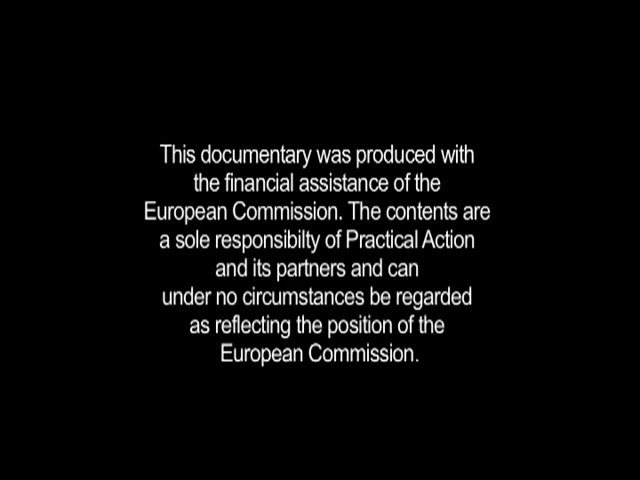 This documentary was produced with
the financial assistance of the
European Commission. The contents are
a sole responsibilty of Practical Action
and its partners and can
under no circumstances be regarded
as reflecting the position of the
European Commission.